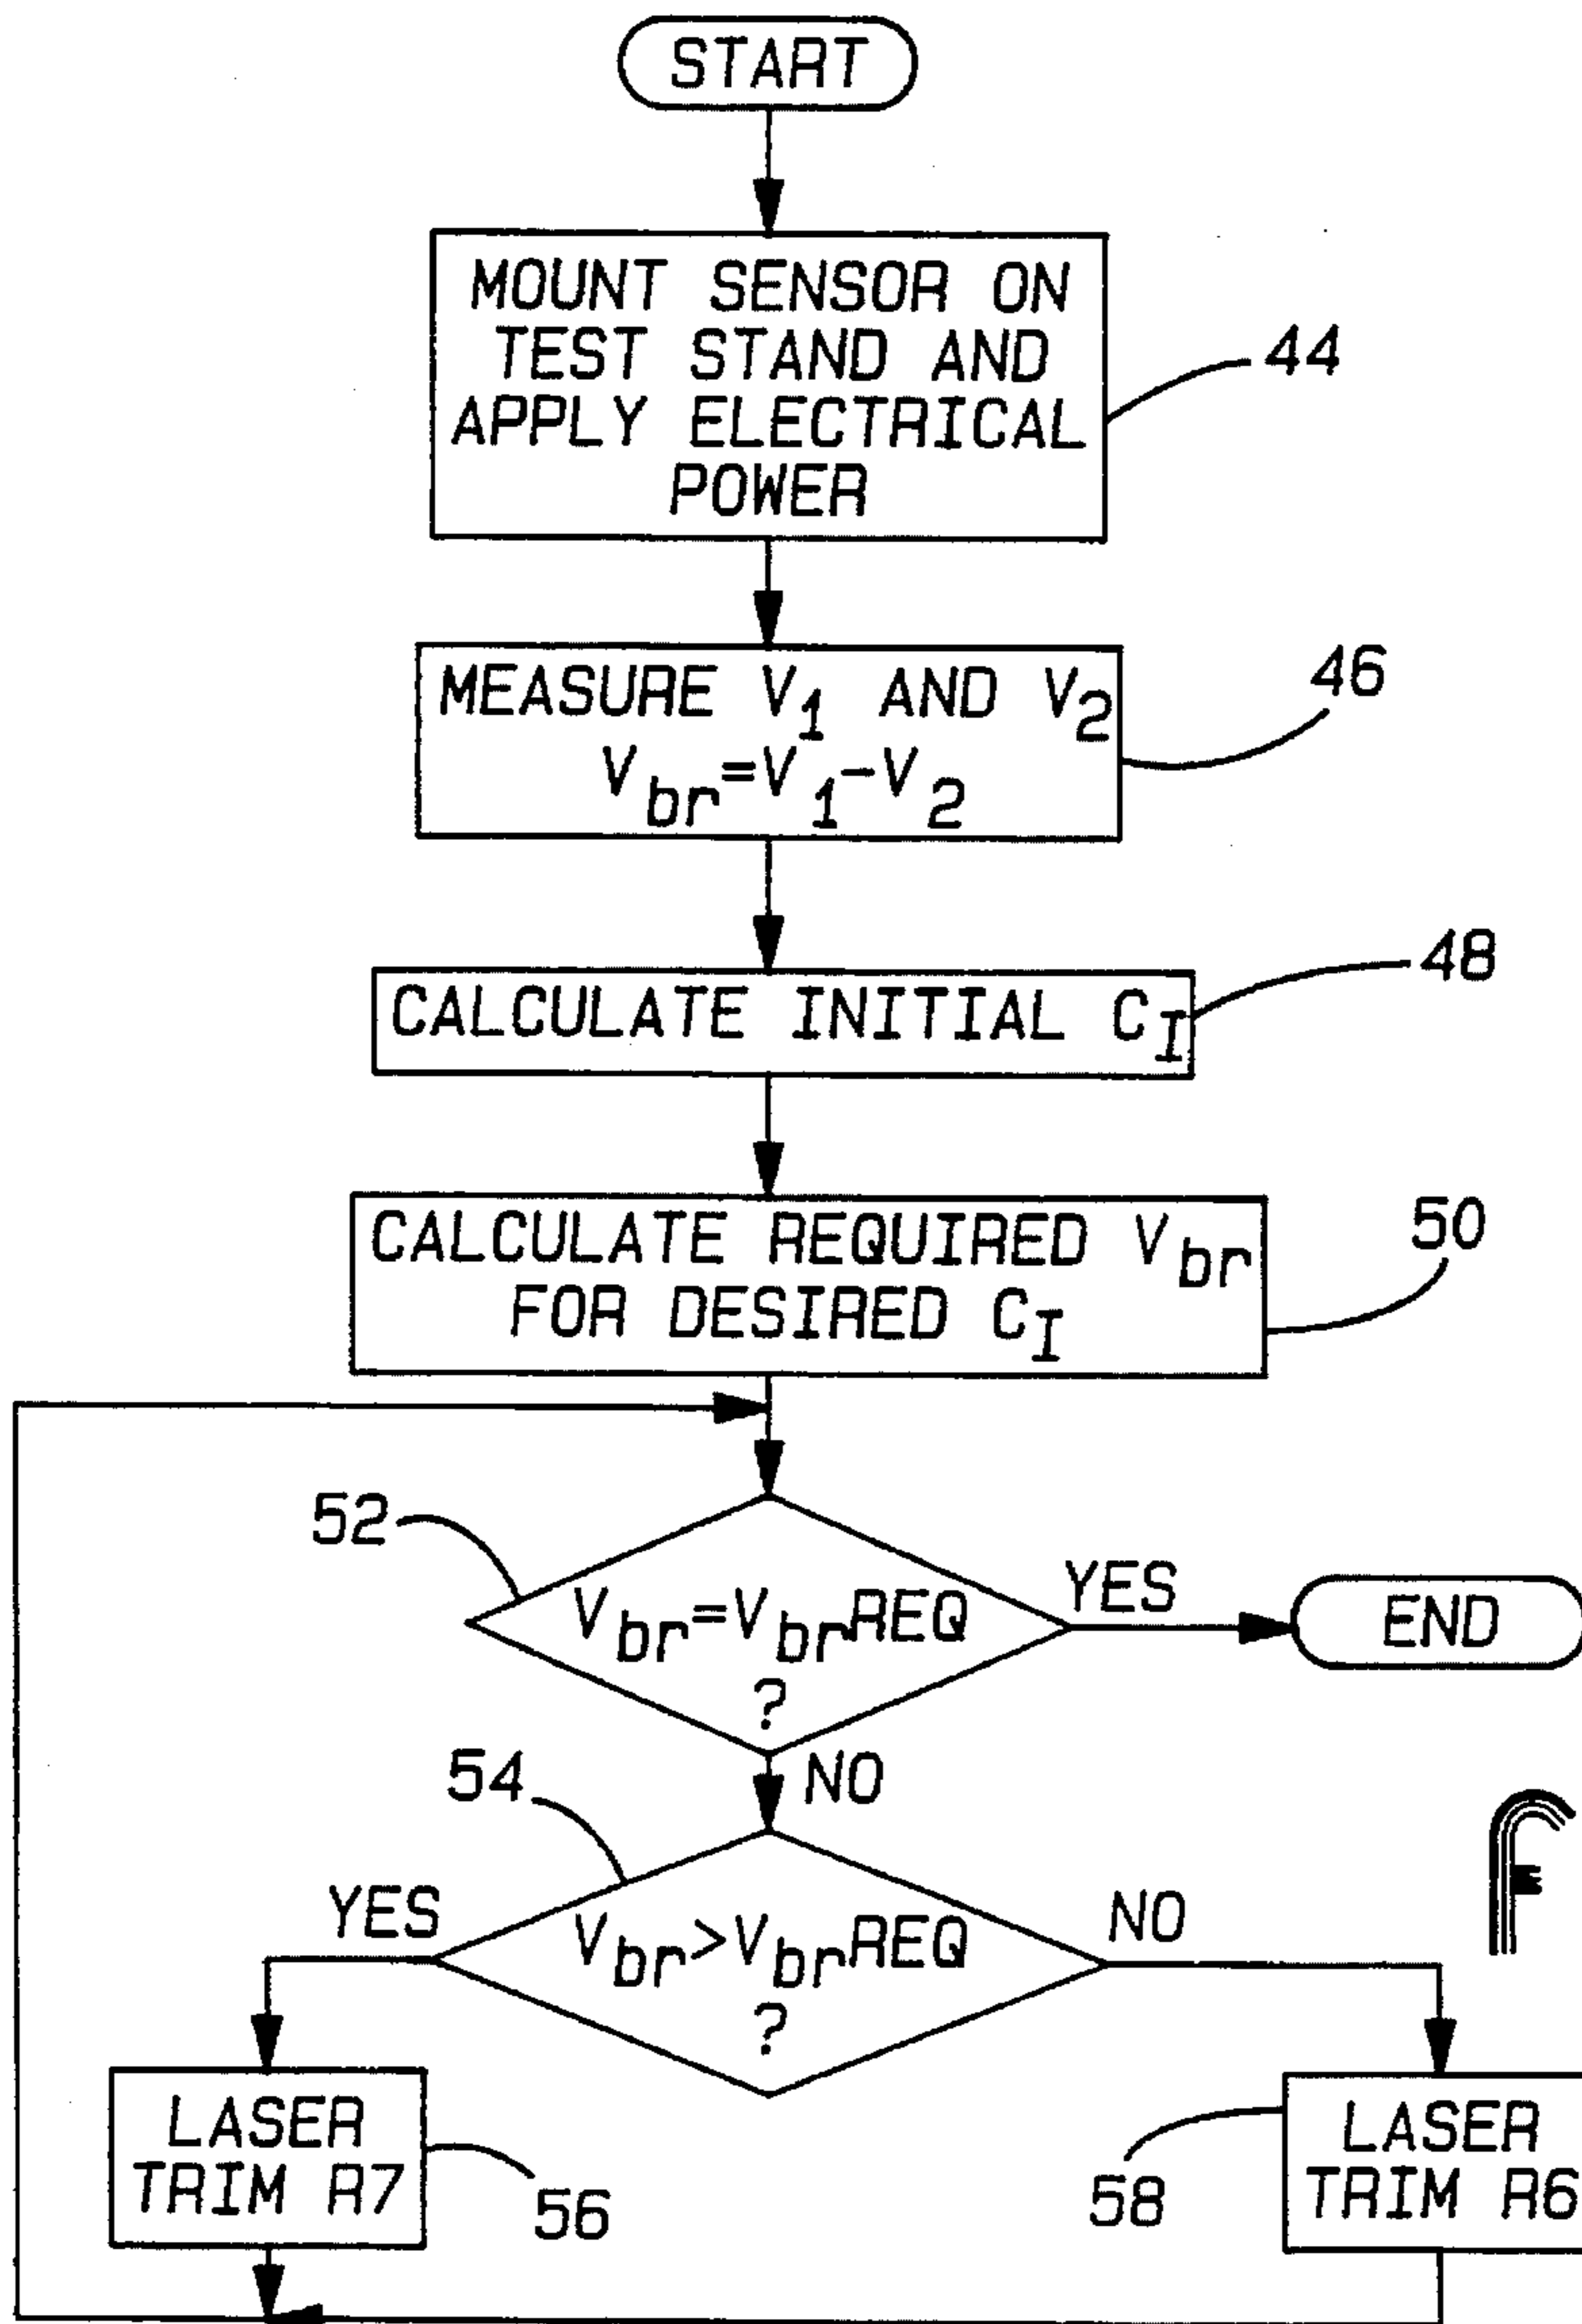 START
MOUNT SENSOR ON
TEST STAND AND
APPLY ELECTRICAL
POWER
44
MEASURE V1 AND V2
Vbr=V1-V2
46
CALCULATE INITIAL CI
48
CALCULATE REQUIRED Vbr
FOR DESIRED CI
50
52
Vbr=VbrREQ
?
YES
END
NO
54
YES
Vbr>VbrREQ
?
NO
LASER
TRIM R7
56
58
LASER
TRIM R6